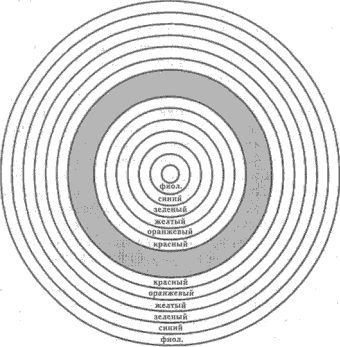 фиол.
синий
зеленый
желтый
оранжевый
красный
красный
оранжевый
желтый
зеленый
синий
фиол.